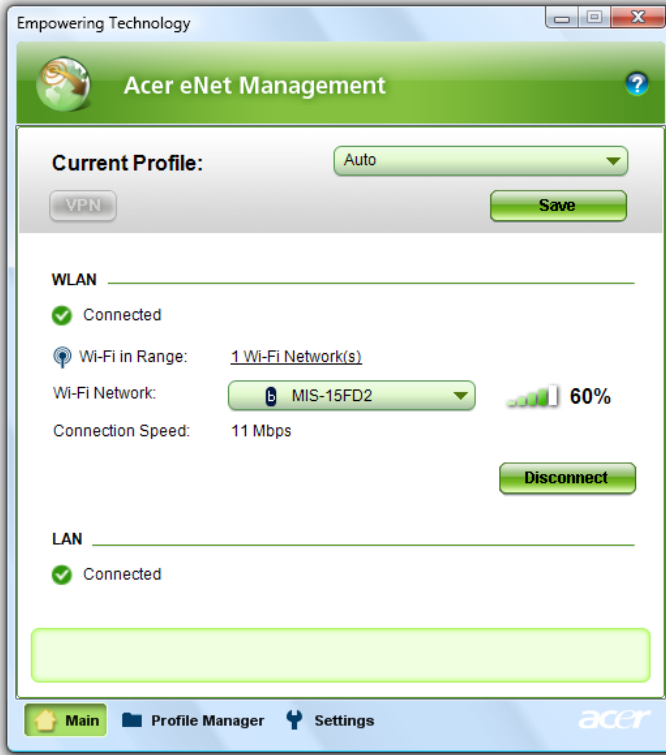 Empowering Technology
Acer eNet Management
?
Current Profile:
Auto
VPN
Save
WLAN
Connected
Wi-Fi in Range:
1 Wi-Fi Network(s)
Wi-Fi Network:
b MIS-15FD2
60%
Connection Speed:
11 Mbps
Disconnect
LAN
Connected
Main
Profile Manager
Settings
acer